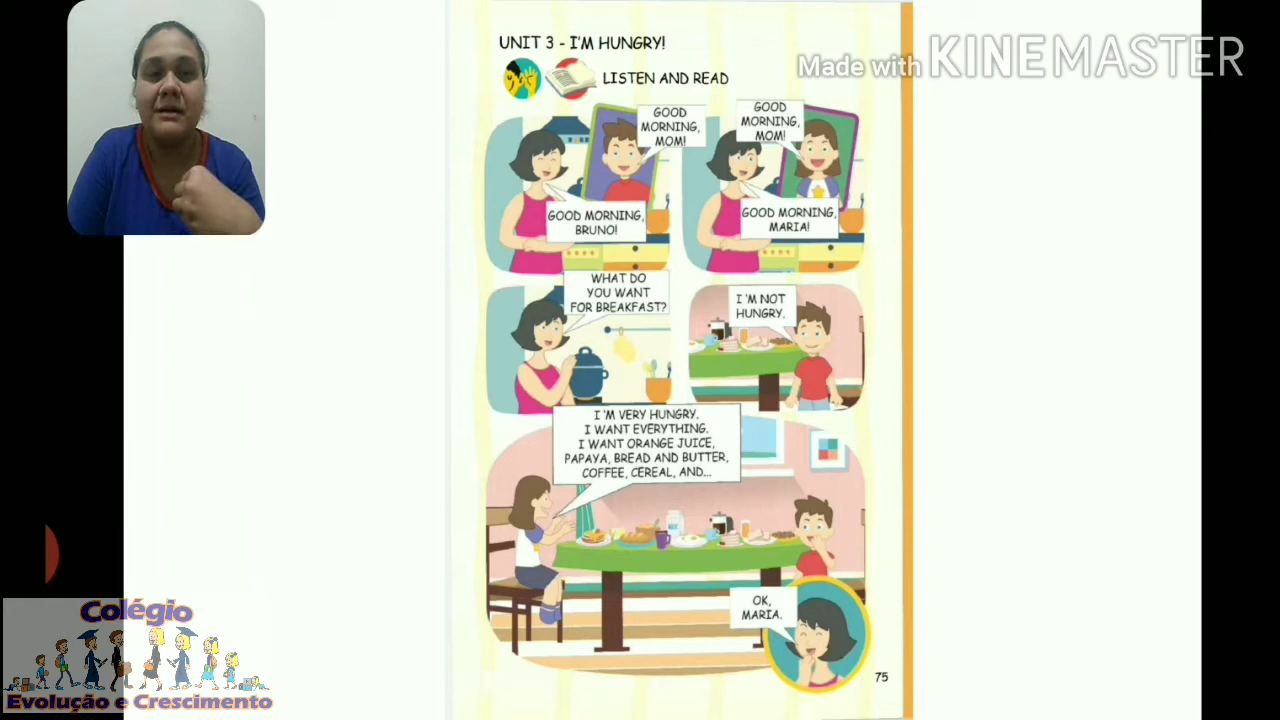 UNIT 3 - I'M HUNGRY!
LISTEN AND READ
Made with KINEMASTER
GOOD
MORNING,
MOM!
GOOD MORNING,
BRUNO!
GOOD
MORNING,
MOM!
GOOD MORNING,
MARIA!
WHAT DO
YOU WANT
FOR BREAKFAST?
I'M NOT
HUNGRY.
I'M VERY HUNGRY.
I WANT EVERYTHING.
I WANT ORANGE JUICE,
PAPAYA, BREAD AND BUTTER,
COFFEE, CEREAL, AND...
OK,
MARIA.
75
Colégio
Evolução e Crescimento